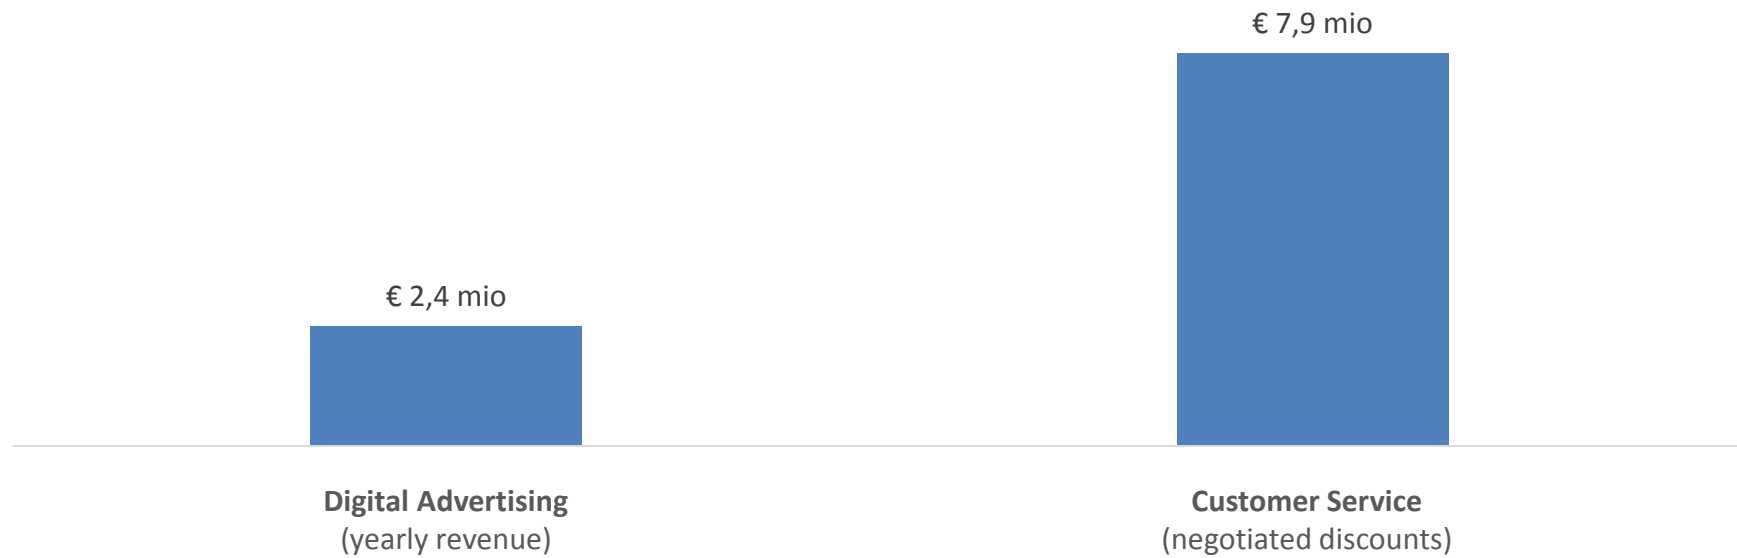 € 7,9 mio
€ 2,4 mio
Digital Advertising
(yearly revenue)
Customer Service
(negotiated discounts)